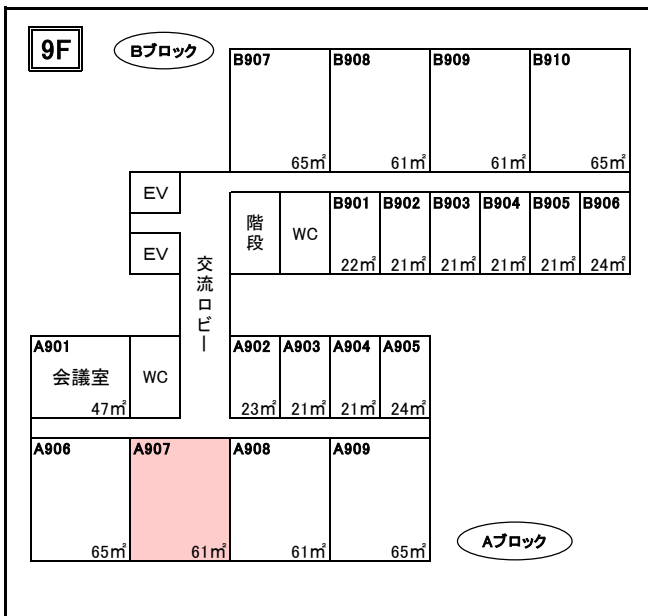 9F
Bブロック
B907 B908 B909 B910
65㎡ 61㎡ 61㎡ 65㎡
EV
階段 WC
B901 B902 B903 B904 B905 B906
EV
22㎡ 21㎡ 21㎡ 21㎡ 21㎡ 24㎡
交流ロビー
A901 A902 A903 A904 A905
会議室 WC
47㎡ 23㎡ 21㎡ 21㎡ 24㎡
A906 A907 A908 A909
65㎡ 61㎡ 61㎡ 65㎡
Aブロック